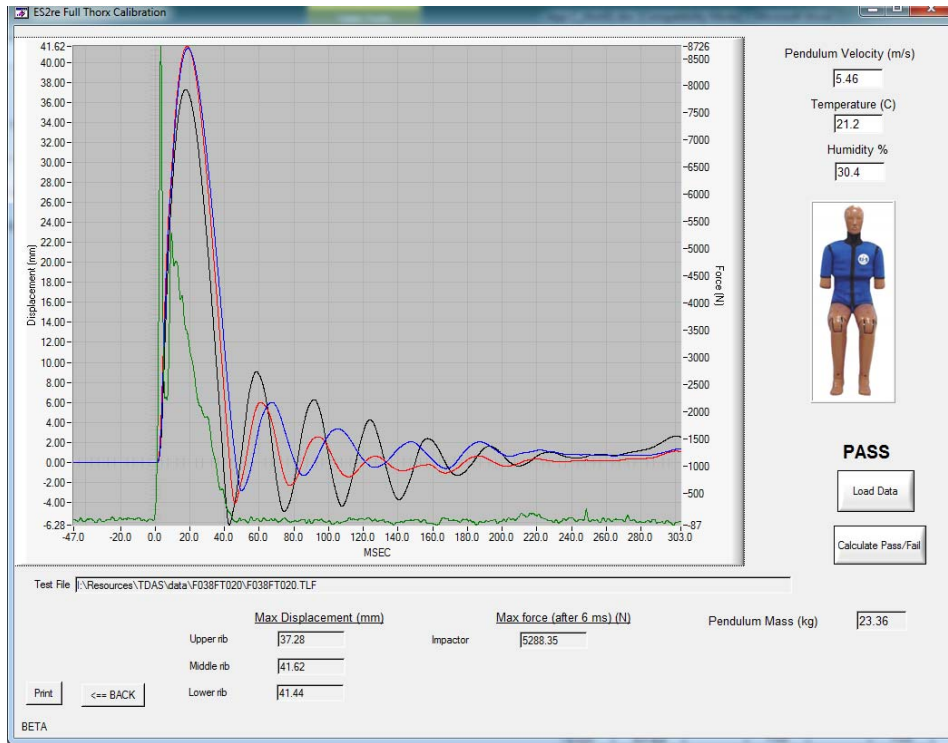 ES2re Full Thorx Calibration
41.62
40.00
38.00
36.00
34.00
32.00
30.00
28.00
26.00
24.00
22.00
20.00
18.00
16.00
14.00
12.00
10.00
8.00
6.00
4.00
2.00
0.00
-2.00
-4.00
-6.28
Displacement (mm)
8726
8500
8000
7500
7000
6500
6000
5500
5000
4500
4000
3500
3000
2500
2000
1500
1000
500
-87
Force (N)
-47.0 -20.0 0.0 20.0 40.0 60.0 80.0 100.0 120.0 140.0 160.0 180.0 200.0 220.0 240.0 260.0 280.0 303.0
MSEC
Pendulum Velocity (m/s)
5.46
Temperature (C)
21.2
Humidity %
30.4
PASS
Load Data
Calculate Pass/Fail
Test File I:\Resources\TDAS\data\F038FT020\F038FT020.TLF
Max Displacement (mm)
Upper rib 37.28
Middle rib 41.62
Lower rib 41.44
Max force (after 6 ms) (N)
Impactor 5288.35
Pendulum Mass (kg) 23.36
Print
<== BACK
BETA